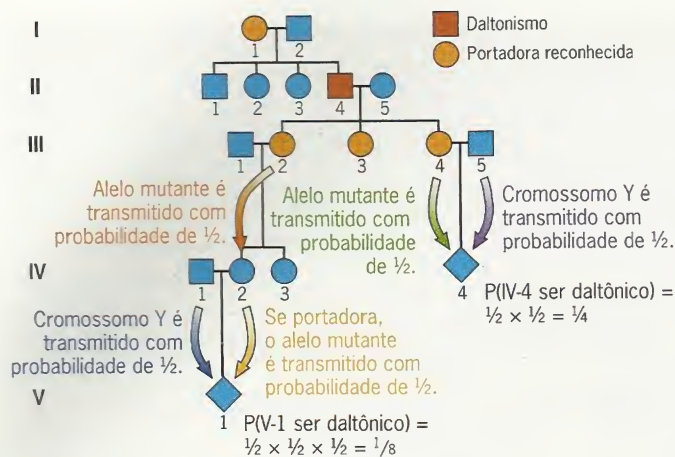 I
1
2
Daltonismo
Portadora reconhecida
II
1
2
3
4
5
III
1
2
3
4
5
Alelo mutante é
transmitido com
probabilidade de ½.
Alelo mutante é
transmitido com
probabilidade
de ½.
Cromossomo Y é
transmitido com
probabilidade de ½.
IV
1
2
3
4
P(IV-4 ser daltônico) =
½ × ½ = ¼
Cromossomo Y é
transmitido com
probabilidade de ½.
Se portadora,
o alelo mutante
é transmitido com
probabilidade de ½.
V
1
P(V-1 ser daltônico) =
½ × ½ × ½ = 1/8